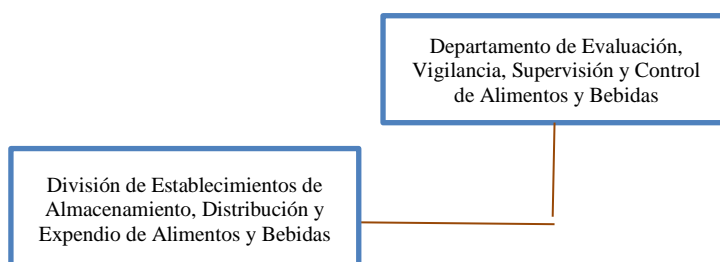 Departamento de Evaluación,
Vigilancia, Supervisión y Control
de Alimentos y Bebidas
División de Establecimientos de
Almacenamiento, Distribución y
Expendio de Alimentos y Bebidas